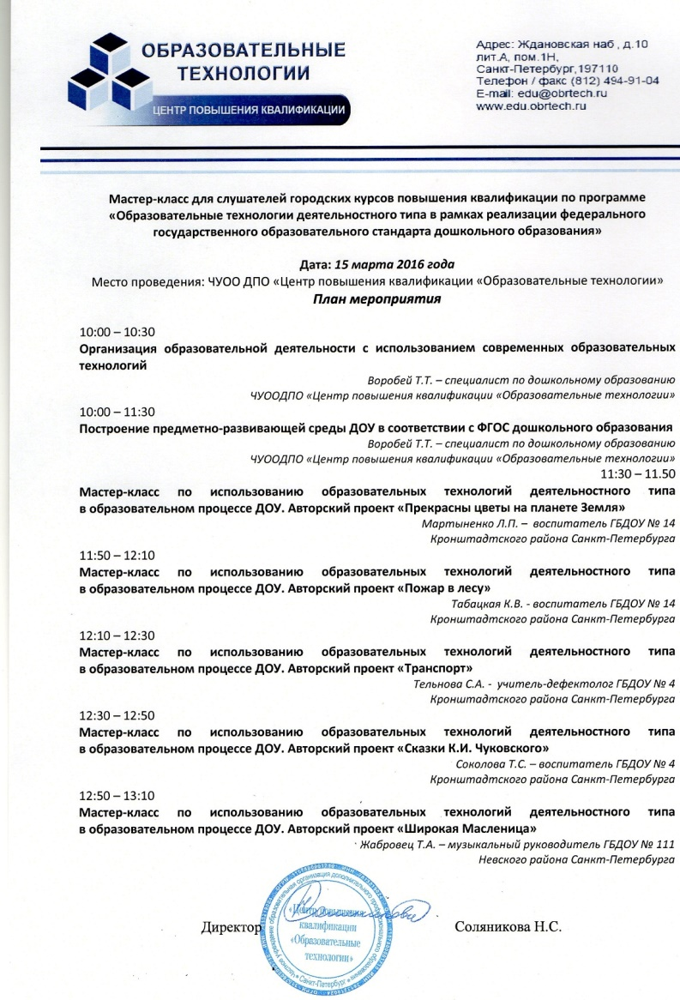 ОБРАЗОВАТЕЛЬНЫЕ
ТЕХНОЛОГИИ
ЦЕНТР ПОВЫШЕНИЯ КВАЛИФИКАЦИИ
Адрес: Ждановская наб , д.10
лит.А, пом.1Н,
Санкт-Петербург,197110
Телефон / факс (812) 494-91-04
E-mail: edu@obrtech.ru
www.edu.obrtech.ru
Мастер-класс для слушателей городских курсов повышения квалификации по программе
«Образовательные технологии деятельностного типа в рамках реализации федерального
государственного образовательного стандарта дошкольного образования»
Дата: 15 марта 2016 года
Место проведения: ЧУОО ДПО «Центр повышения квалификации «Образовательные технологии»
План мероприятия
10:00 – 10:30
Организация образовательной деятельности с использованием современных образовательных
технологий
Воробей Т.Т. – специалист по дошкольному образованию
ЧУООДПО «Центр повышения квалификации «Образовательные технологии»
10:00 – 11:30
Построение предметно-развивающей среды ДОУ в соответствии с ФГОС дошкольного образования
Воробей Т.Т. – специалист по дошкольному образованию
ЧУООДПО «Центр повышения квалификации «Образовательные технологии»
11:30 – 11.50
Мастер-класс по использованию образовательных технологий деятельностного типа
в образовательном процессе ДОУ. Авторский проект «Прекрасны цветы на планете Земля»
Мартыненко Л.П. – воспитатель ГБДОУ № 14
Кронштадтского района Санкт-Петербурга
11:50 – 12:10
Мастер-класс по использованию образовательных технологий деятельностного типа
в образовательном процессе ДОУ. Авторский проект «Пожар в лесу»
Табацкая К.В. - воспитатель ГБДОУ № 14
Кронштадтского района Санкт-Петербурга
12:10 – 12:30
Мастер-класс по использованию образовательных технологий деятельностного типа
в образовательном процессе ДОУ. Авторский проект «Транспорт»
Тельнова С.А. - учитель-дефектолог ГБДОУ № 4
Кронштадтского района Санкт-Петербурга
12:30 – 12:50
Мастер-класс по использованию образовательных технологий деятельностного типа
в образовательном процессе ДОУ. Авторский проект «Сказки К.И. Чуковского»
Соколова Т.С. – воспитатель ГБДОУ № 4
Кронштадтского района Санкт-Петербурга
12:50 – 13:10
Мастер-класс по использованию образовательных технологий деятельностного типа
в образовательном процессе ДОУ. Авторский проект «Широкая Масленица»
Жабровец Т.А. – музыкальный руководитель ГБДОУ № 111
Невского района Санкт-Петербурга
Директор
Соляникова Н.С.
«Центр повышения
квалификации
«Образовательные
технологии»
Частное учреждение образовательная организация дополнительного профессионального образования
Санкт-Петербург